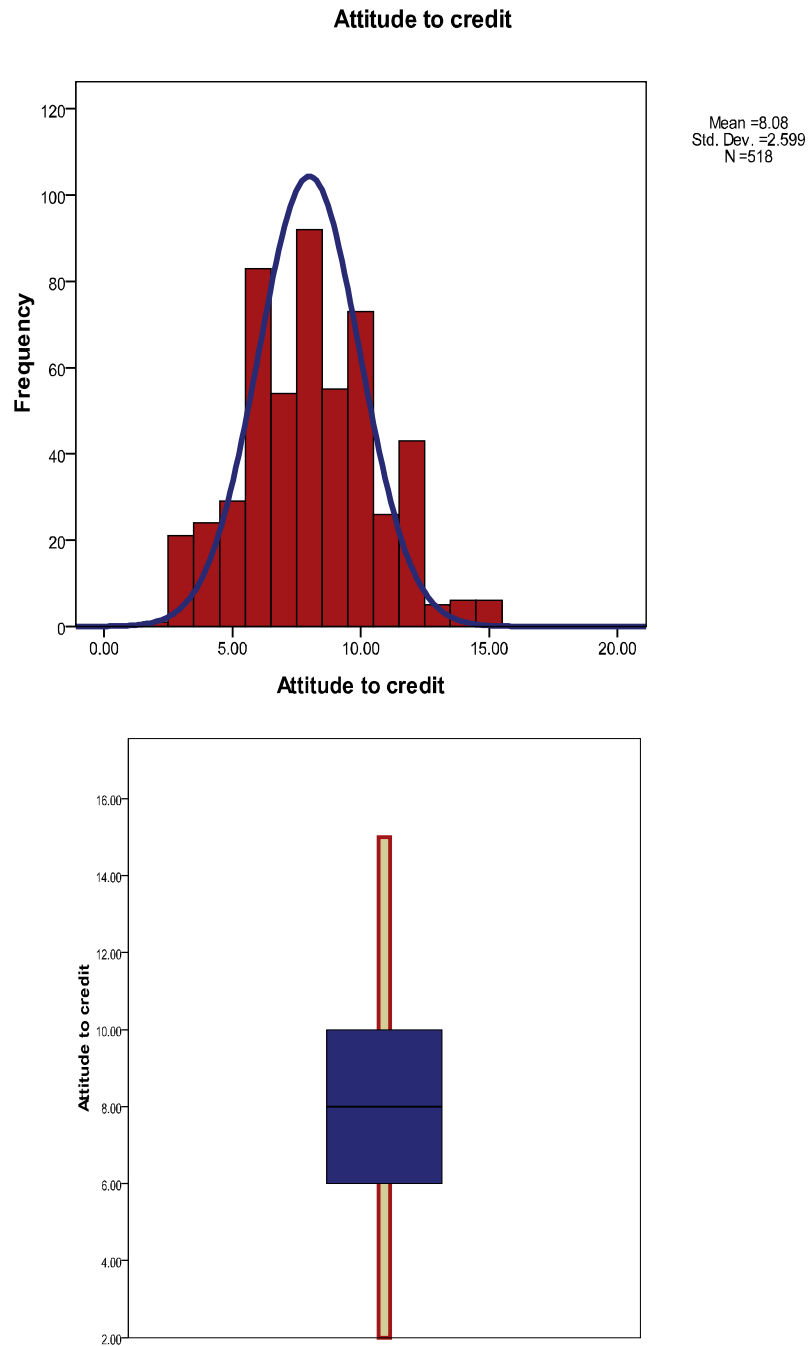 Attitude to credit
Mean =8.08
Std. Dev. =2.599
N =518
Frequency
120
100
80
60
40
20
0
0.00 5.00 10.00 15.00 20.00
Attitude to credit
Attitude to credit
16.00
14.00
12.00
10.00
8.00
6.00
4.00
2.00